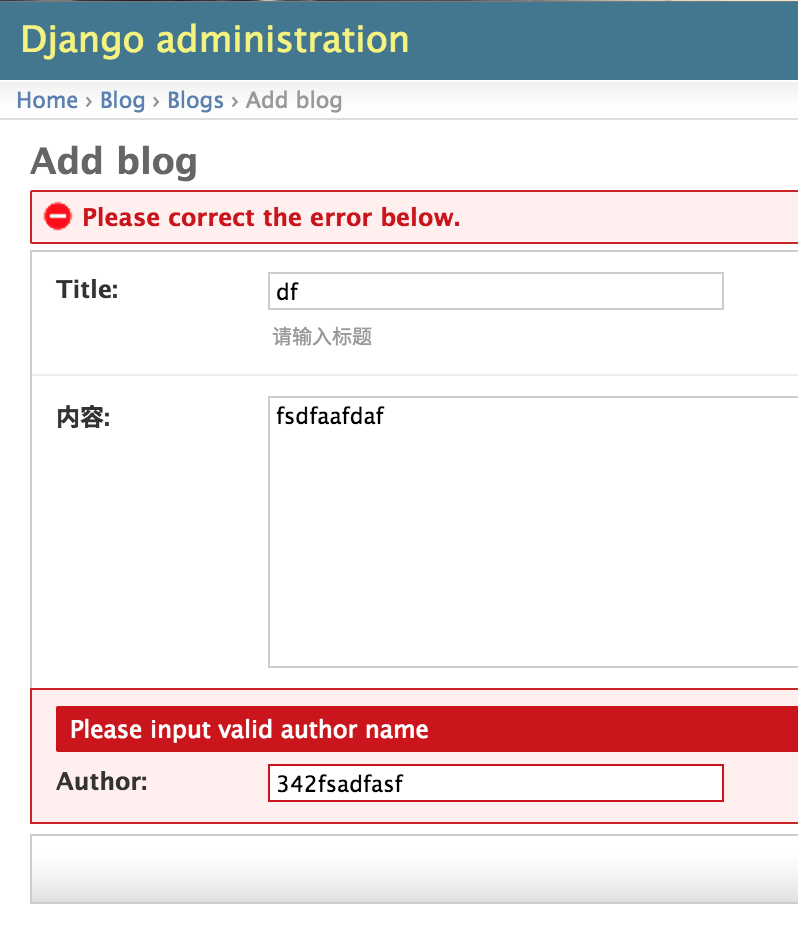 Django administration
Home › Blog › Blogs › Add blog
Add blog
Please correct the error below.
Title:
df
请输入标题
内容:
fsdfaafdaf
Please input valid author name
Author:
342fsadfasf